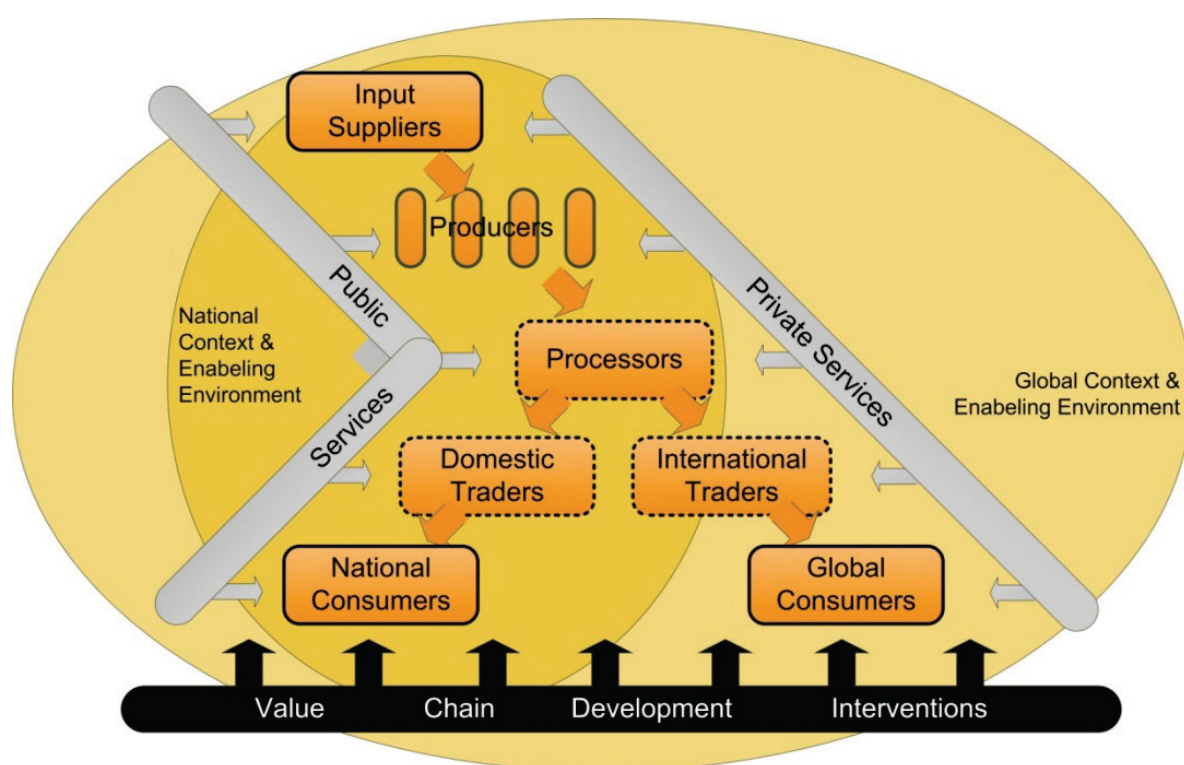 Input
Suppliers
Producers
Public
Private Services
National
Context &
Enabeling
Environment
Processors
Global Context &
Enabeling Environment
Services
Domestic
Traders
International
Traders
National
Consumers
Global
Consumers
Value Chain Development Interventions